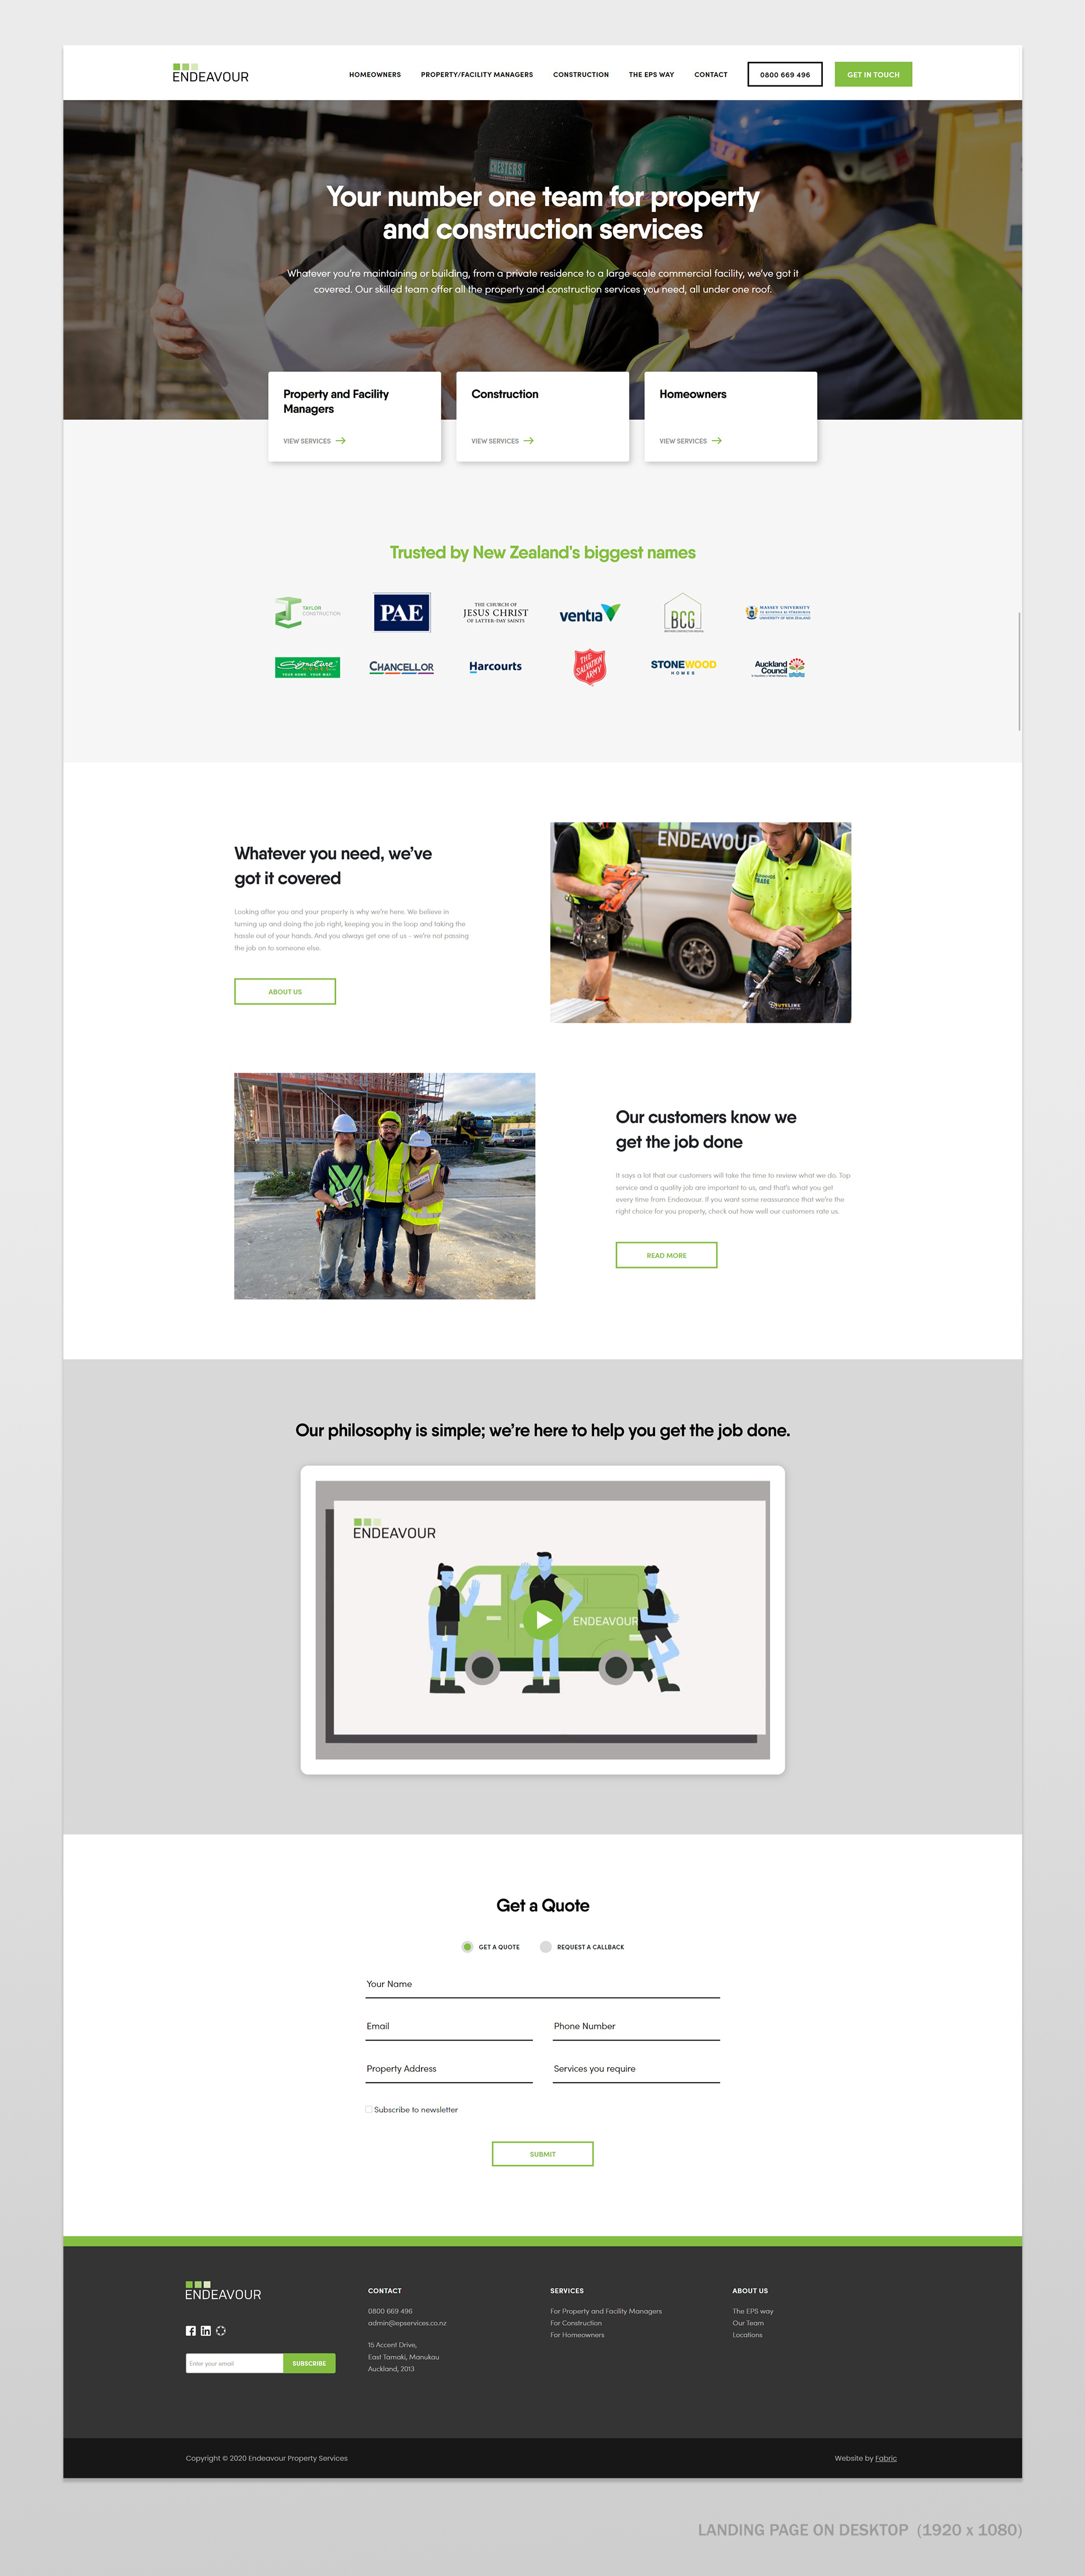 ENDEAVOUR
HOMEOWNERS
PROPERTY/FACILITY MANAGERS
CONSTRUCTION
THE EPS WAY
CONTACT
0800 669 496
GET IN TOUCH
CHESTERS
Your number one team for property
and construction services
Whatever you're maintaining or building, from a private residence to a large scale commercial facility, we've got it
covered. Our skilled team offer all the property and construction services you need, all under one roof.
Property and Facility
Managers
VIEW SERVICES
Construction
VIEW SERVICES
Homeowners
VIEW SERVICES
Trusted by New Zealand's biggest names
TAYLOR
CONSTRUCTION
PAE
THE CHURCH OF
JESUS CHRIST
OF LATTER-DAY SAINTS
ventia
BCG
MASSEY UNIVERSITY
UNIVERSITY OF NEW ZEALAND
Signature
HOMES
YOUR HOME YOUR WAY
CHANCELLOR
Harcourts
THE
SALVATION
ARMY
STONEWOOD
HOMES
Auckland
Council
Whatever you need, we've
got it covered
Looking after you and your property is why we're here. We believe in
turning up and doing the job right, keeping you in the loop and taking the
hassle out of your hands. And you always get one of us - we're not passing
the job on to someone else.
ABOUT US
ENDEAVOUR
TRADE
Our customers know we
get the job done
It says a lot that our customers will take the time to review what we do. Top
service and a quality job are important to us, and that's what you get
every time from Endeavour. If you want some reassurance that we're the
right choice for you property, check out how well our customers rate us.
READ MORE
Our philosophy is simple; we're here to help you get the job done.
ENDEAVOUR
ENDEAVOUR
Get a Quote
GET A QUOTE
REQUEST A CALLBACK
Your Name
Email
Phone Number
Property Address
Services you require
Subscribe to newsletter
SUBMIT
ENDEAVOUR
Enter your email
SUBSCRIBE
CONTACT
0800 669 496
admin@epservices.co.nz
15 Accent Drive,
East Tamaki, Manukau
Auckland, 2013
SERVICES
For Property and Facility Managers
For Construction
For Homeowners
ABOUT US
The EPS way
Our Team
Locations
Copyright © 2020 Endeavour Property Services
Website by Fabric
LANDING PAGE ON DESKTOP (1920 x 1080)